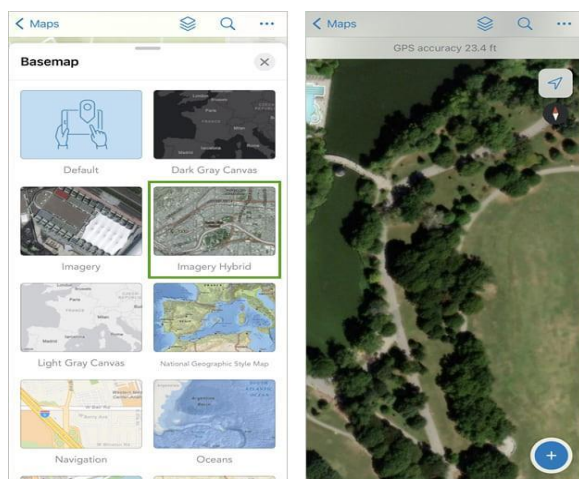 Maps
Basemap
Default
Dark Gray Canvas
Imagery
Imagery Hybrid
Light Gray Canvas
National Geographic Style Map
Navigation
Oceans
Maps
GPS accuracy 23.4 ft